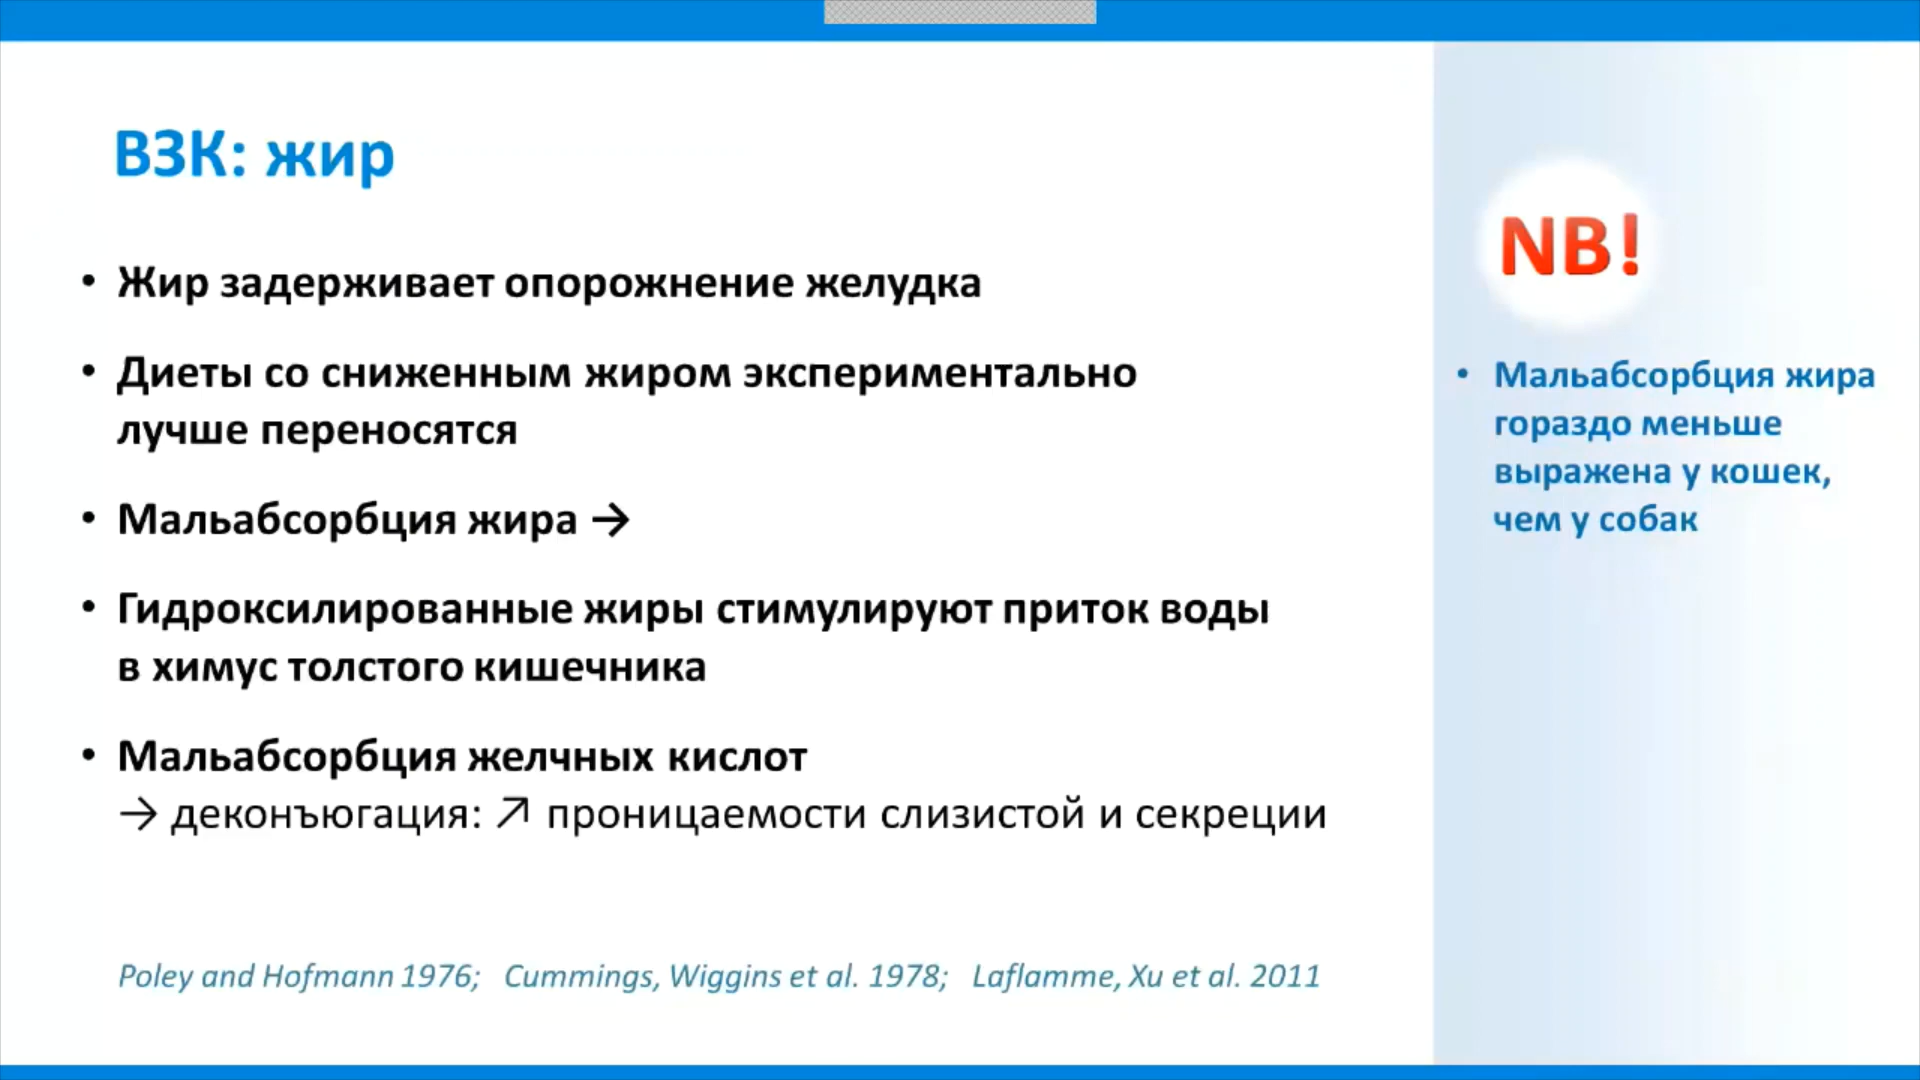 ВЗК: жир
• Жир задерживает опорожнение желудка
• Диеты со сниженным жиром экспериментально
лучше переносятся
• Мальабсорбция жира →
• Гидроксилированные жиры стимулируют приток воды
в химус толстого кишечника
• Мальабсорбция желчных кислот
→ деконъюгация: ↗ проницаемости слизистой и секреции
Poley and Hofmann 1976; Cummings, Wiggins et al. 1978; Laflamme, Xu et al. 2011
NB!
• Мальабсорбция жира
гораздо меньше
выражена у кошек,
чем у собак